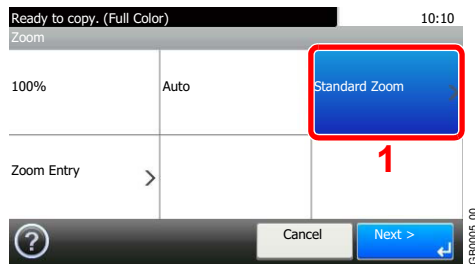 Ready to copy. (Full Color) 10:10
Zoom
100% Auto Standard Zoom
1
Zoom Entry >
? Cancel Next >
GB0005_00